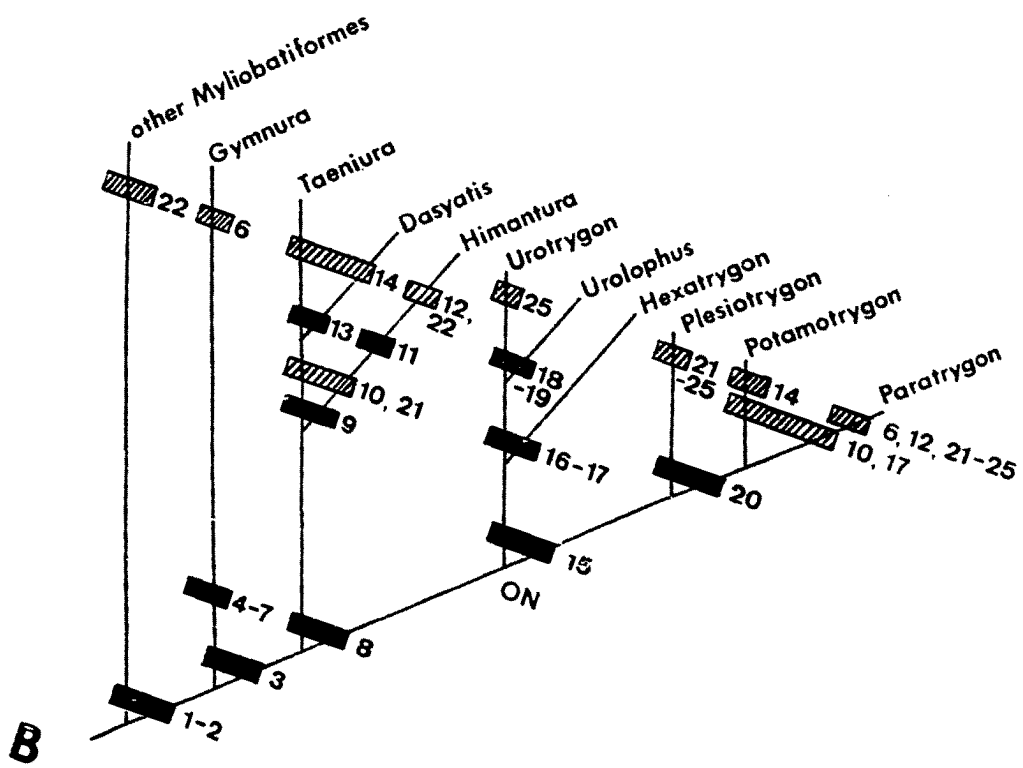 other Myliobatiformes
Gymnura
Taeniura
Dasyatis
Himantura
Urotrygon
Urolophus
Hexatrygon
Plesiotrygon
Potamotrygon
Paratrygon
22
6
14
12,
22
25
13
11
18
-19
21
-25
14
10, 21
9
16-17
6, 12, 21-25
10, 17
20
15
ON
4-7
8
3
1-2
B